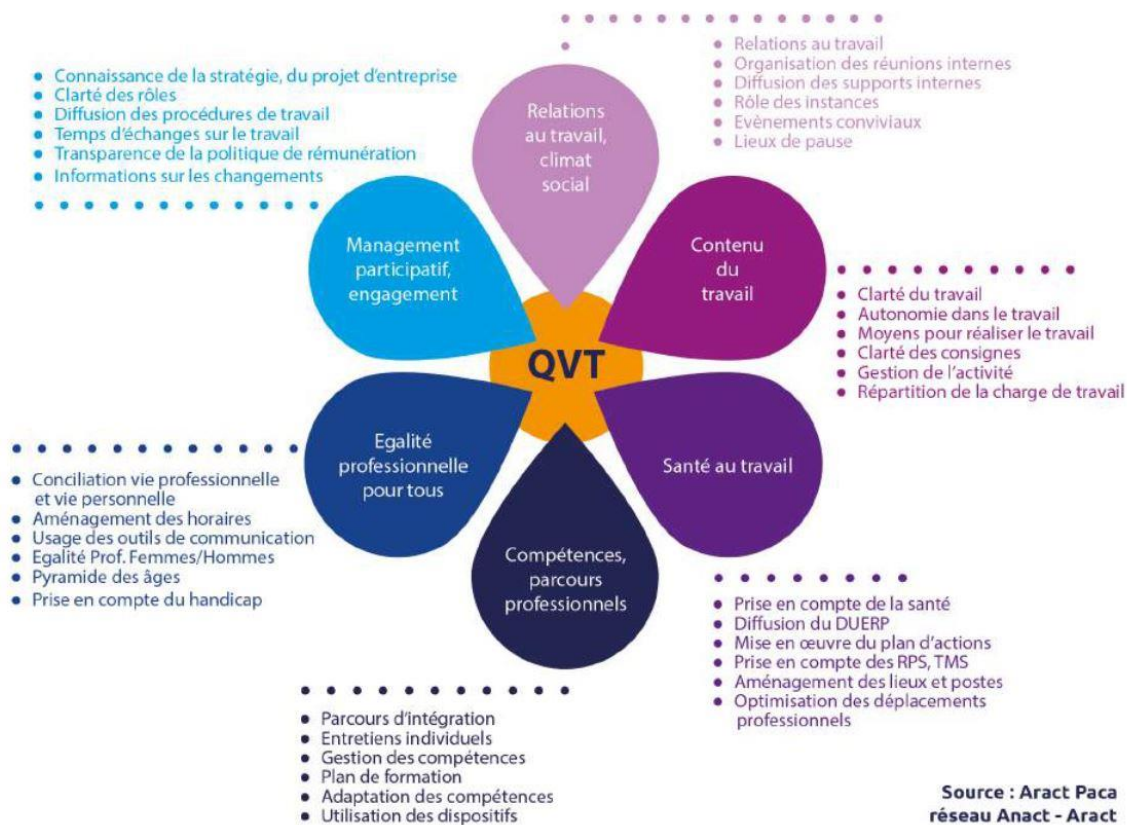 Relations
au travail,
climat
social
Relations au travail
Organisation des réunions internes
Diffusion des supports internes
Rôle des instances
Evènements conviviaux
Lieux de pause
Connaissance de la stratégie, du projet d'entreprise
Clarté des rôles
Diffusion des procédures de travail
Temps d'échanges sur le travail
Transparence de la politique de rémunération
Informations sur les changements
Management
participatif,
engagement
Contenu
du
travail
Clarté du travail
Autonomie dans le travail
Moyens pour réaliser le travail
Clarté des consignes
Gestion de l'activité
Répartition de la charge de travail
QVT
Egalité
professionnelle
pour tous
Conciliation vie professionnelle
et vie personnelle
Aménagement des horaires
Usage des outils de communication
Egalité Prof. Femmes/Hommes
Pyramide des âges
Prise en compte du handicap
Santé au travail
Prise en compte de la santé
Diffusion du DUERP
Mise en œuvre du plan d'actions
Prise en compte des RPS, TMS
Aménagement des lieux et postes
Optimisation des déplacements
professionnels
Compétences,
parcours
professionnels
Parcours d'intégration
Entretiens individuels
Gestion des compétences
Plan de formation
Adaptation des compétences
Utilisation des dispositifs
Source : Aract Paca
réseau Anact - Aract